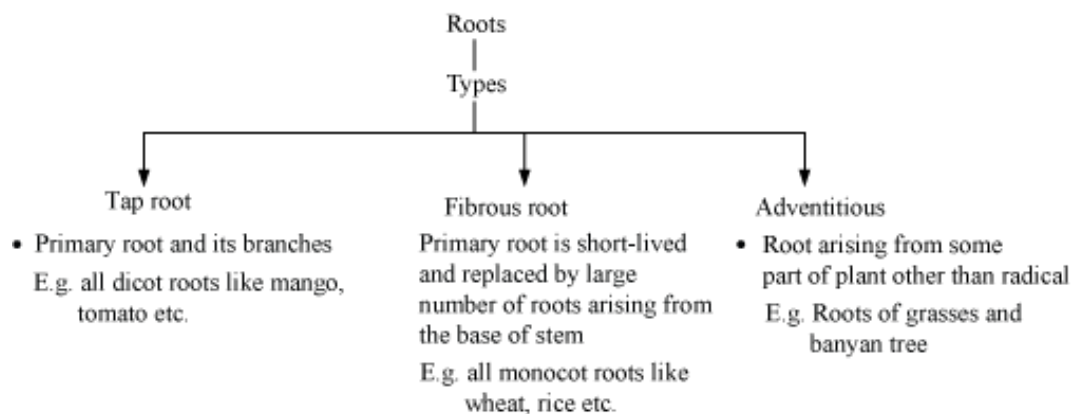 Roots
Types
Tap root
• Primary root and its branches
E.g. all dicot roots like mango,
tomato etc.
Fibrous root
Primary root is short-lived
and replaced by large
number of roots arising from
the base of stem
E.g. all monocot roots like
wheat, rice etc.
Adventitious
• Root arising from some
part of plant other than radical
E.g. Roots of grasses and
banyan tree